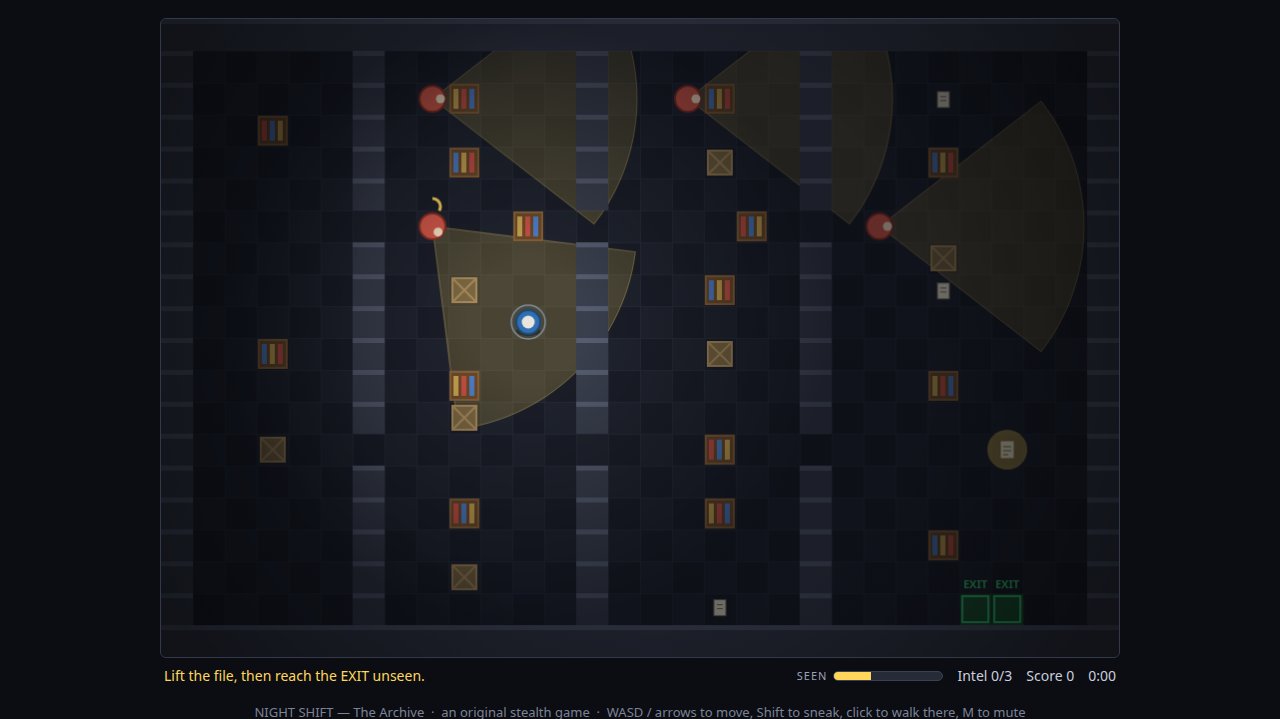 EXIT EXIT
Lift the file, then reach the EXIT unseen.
SEEN
Intel 0/3 Score 0 0:00
NIGHT SHIFT — The Archive · an original stealth game · WASD / arrows to move, Shift to sneak, click to walk there, M to mute